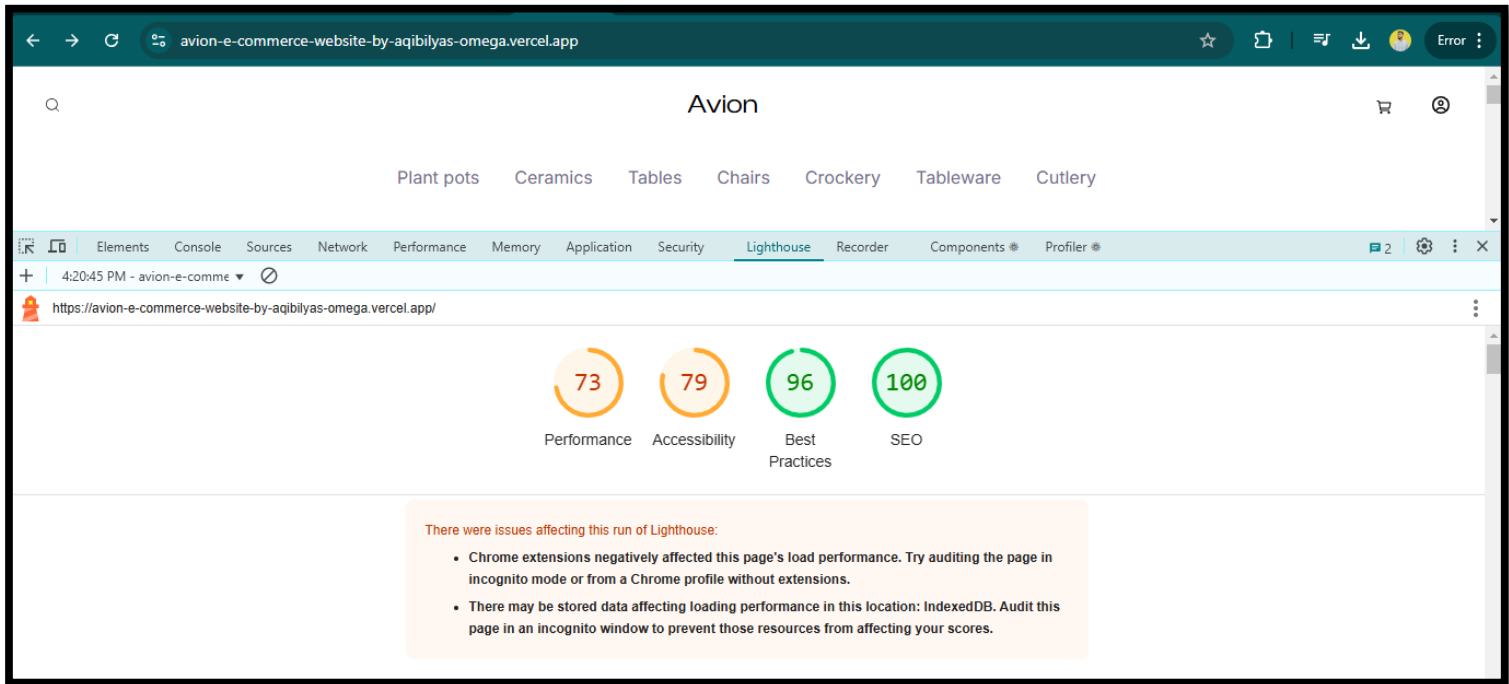 avion-e-commerce-website-by-aqibilyas-omega.vercel.app Error
Avion
Plant pots Ceramics Tables Chairs Crockery Tableware Cutlery
Elements Console Sources Network Performance Memory Application Security Lighthouse Recorder Components Profiler 2
4:20:45 PM - avion-e-comme
https://avion-e-commerce-website-by-aqibilyas-omega.vercel.app/
73 79 96 100
Performance Accessibility Best SEO
Practices
There were issues affecting this run of Lighthouse:
• Chrome extensions negatively affected this page's load performance. Try auditing the page in
incognito mode or from a Chrome profile without extensions.
• There may be stored data affecting loading performance in this location: IndexedDB. Audit this
page in an incognito window to prevent those resources from affecting your scores.